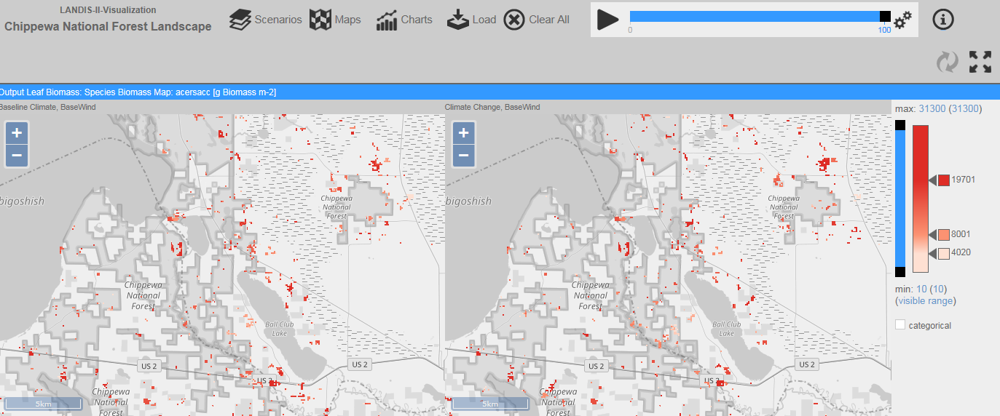 LANDIS-II-Visualization
Chippewa National Forest Landscape
Scenarios
Maps
Charts
Load
Clear All
0
100
Output Leaf Biomass: Species Biomass Map: acersacc [g Biomass m-2]
Baseline Climate, BaseWind
Climate Change, BaseWind
+
−
bigoshish
Chippewa
National
Forest
Chippewa
National
Forest
Ball Club
Lake
US 2
US 2
US 2
Chippewa
National
Forest
5km
+
−
bigoshish
Chippewa
National
Forest
Chippewa
National
Forest
Ball Club
Lake
US 2
US 2
US 2
Chippewa
National
Forest
5km
max: 31300 (31300)
19701
8001
4020
min: 10 (10)
(visible range)
categorical